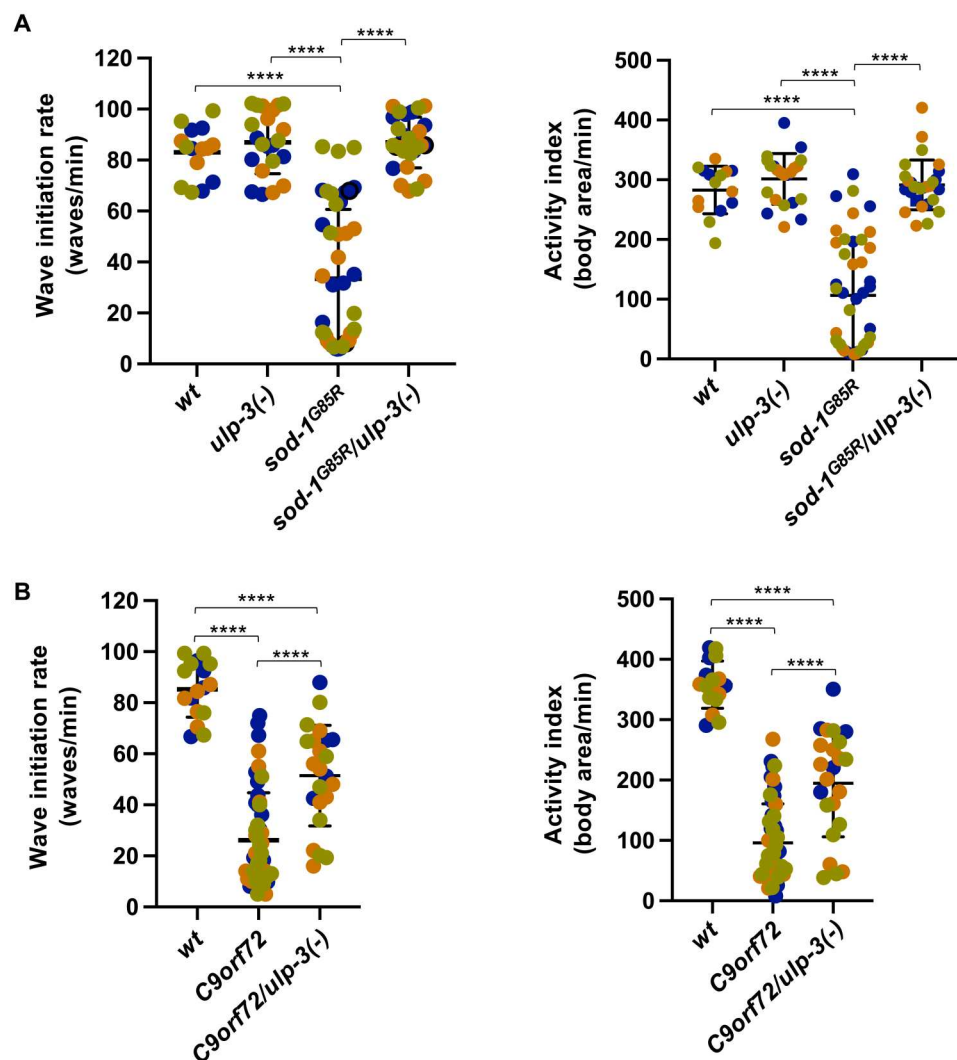 A
Wave initiation rate
(waves/min)
120
100
80
60
40
20
0
****
****
****
wt
ulp-3(-)
sod-1G85R
sod-1G85R/ulp-3(-)
Activity index
(body area/min)
500
400
300
200
100
0
****
****
****
wt
ulp-3(-)
sod-1G85R
sod-1G85R/ulp-3(-)
B
Wave initiation rate
(waves/min)
120
100
80
60
40
20
0
****
****
****
wt
C9orf72
C9orf72/ulp-3(-)
Activity index
(body area/min)
500
400
300
200
100
0
****
****
****
wt
C9orf72
C9orf72/ulp-3(-)